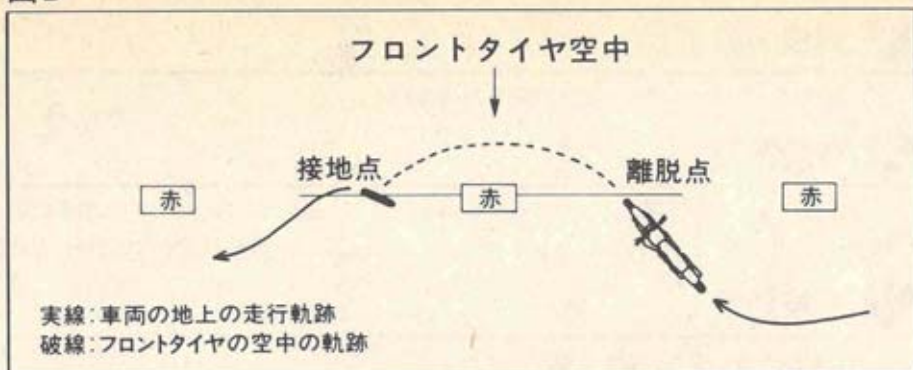 フロントタイヤ空中
接地点
離脱点
赤
赤
赤
実線:車両の地上の走行軌跡
破線:フロントタイヤの空中の軌跡